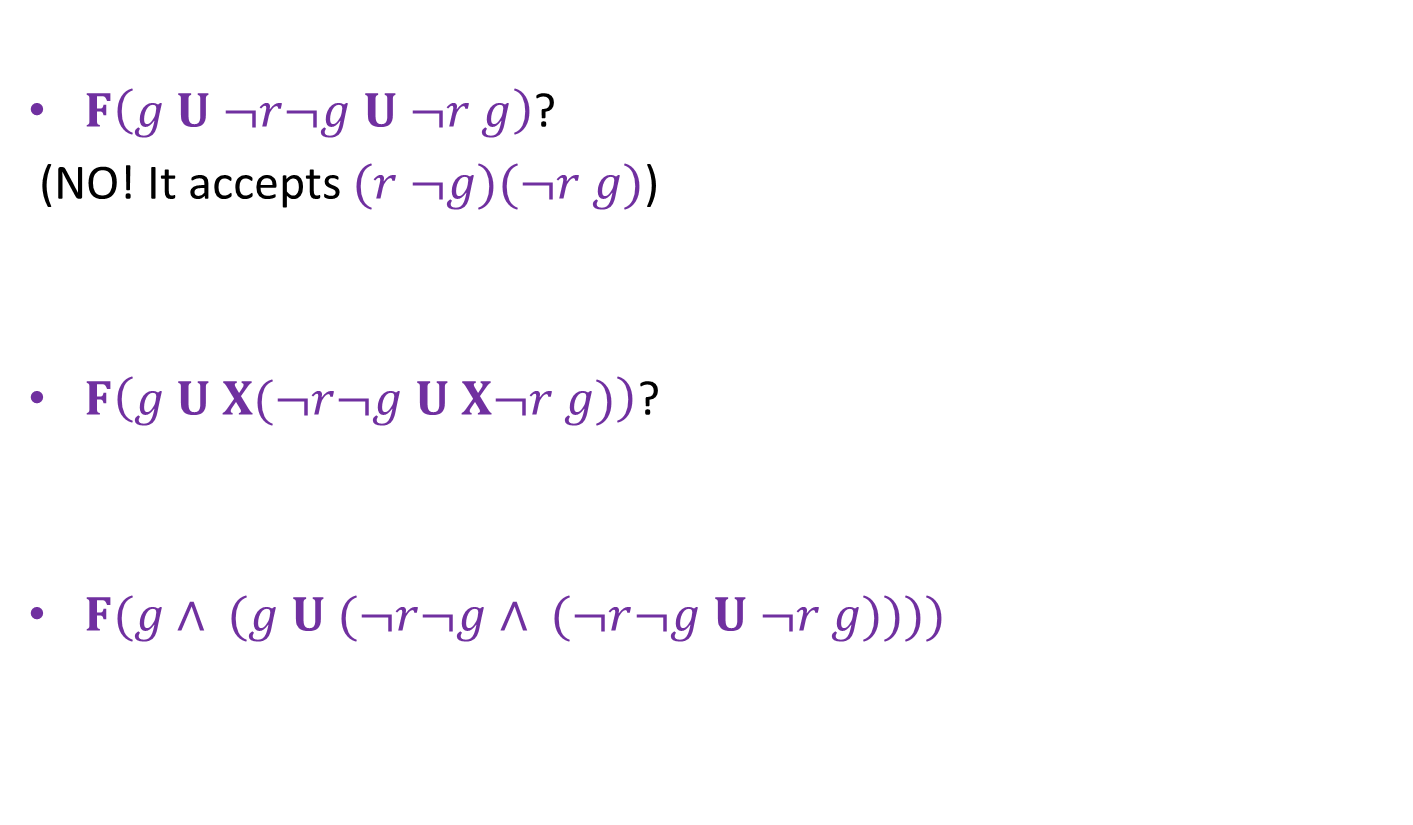 • F(g U ¬r¬g U ¬r g)?
(NO! It accepts (r ¬g)(¬r g))
• F(g U X(¬r¬g U X¬r g))?
• F(g ∧ (g U (¬r¬g ∧ (¬r¬g U ¬r g))))